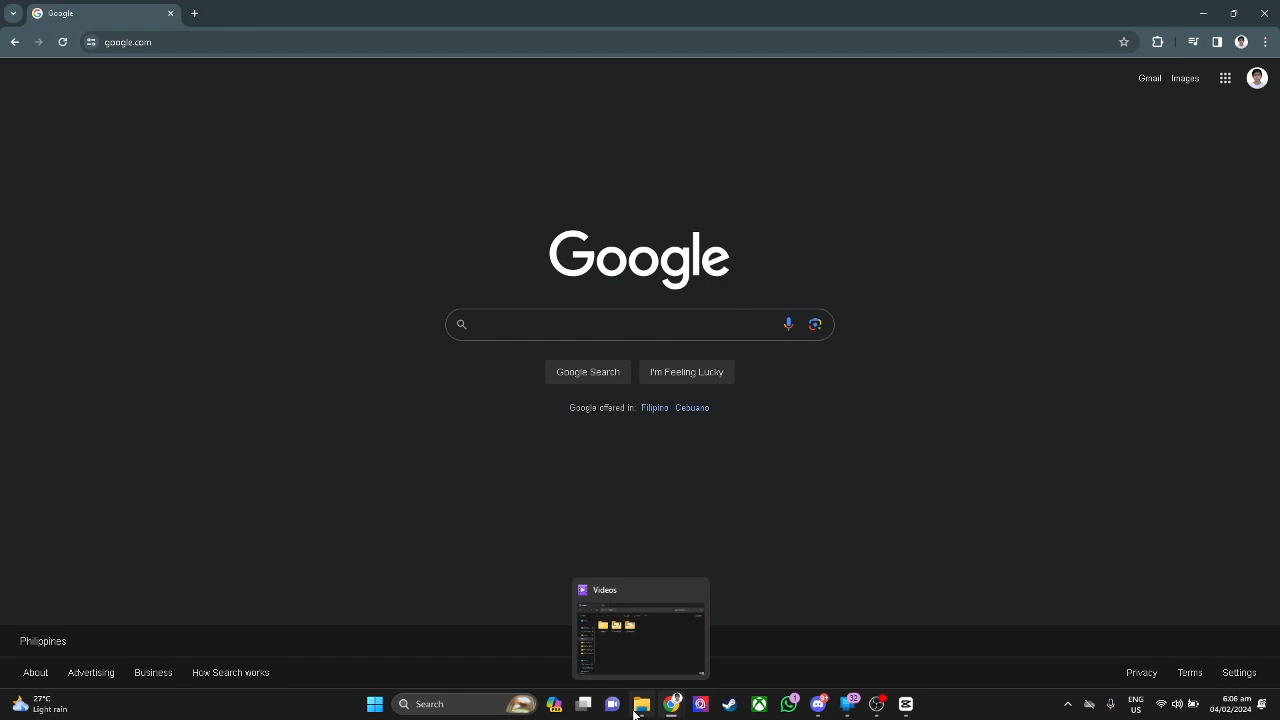 Google
google.com
Gmail Images
Google
Google Search I'm Feeling Lucky
Google offered in: Filipino Cebuano
Videos
Philippines
About Advertising Business How Search works
Privacy Terms Settings
27°C
Light rain
Search
1
32
ENG
US
6:06 am
04/02/2024